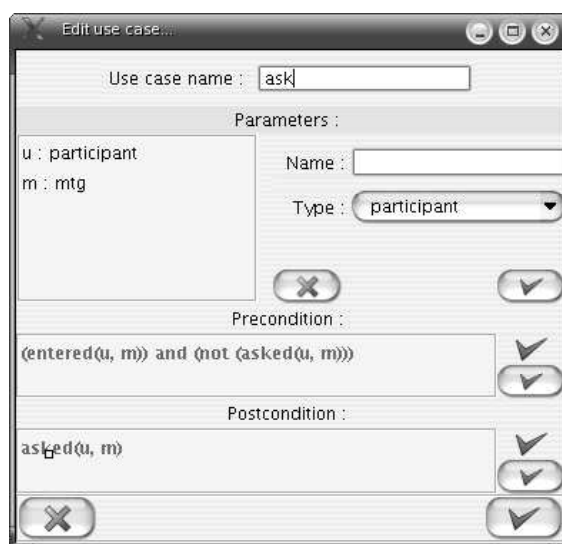 Edit use case...
Use case name : ask
Parameters :
u : participant
m : mtg
Name :
Type : participant
Precondition :
(entered(u, m)) and (not (asked(u, m)))
Postcondition :
asked(u, m)